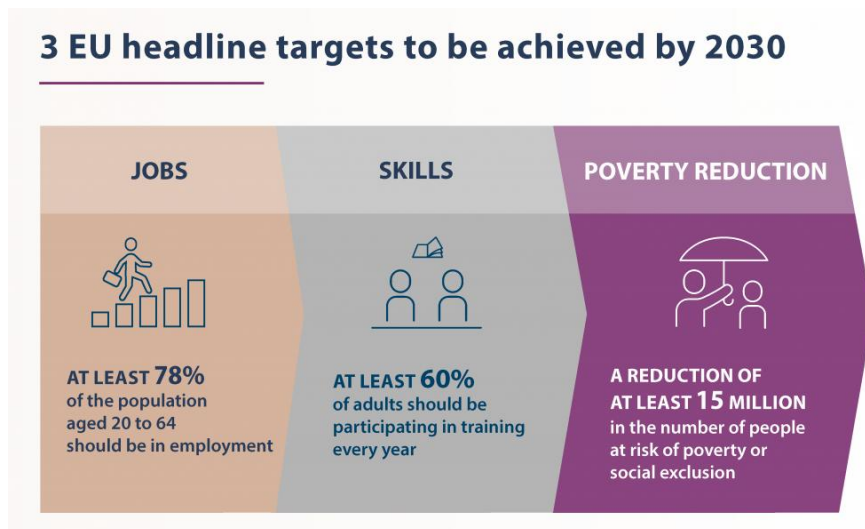 3 EU headline targets to be achieved by 2030
JOBS
AT LEAST 78%
of the population
aged 20 to 64
should be in employment
SKILLS
AT LEAST 60%
of adults should be
participating in training
every year
POVERTY REDUCTION
A REDUCTION OF
AT LEAST 15 MILLION
in the number of people
at risk of poverty or
social exclusion